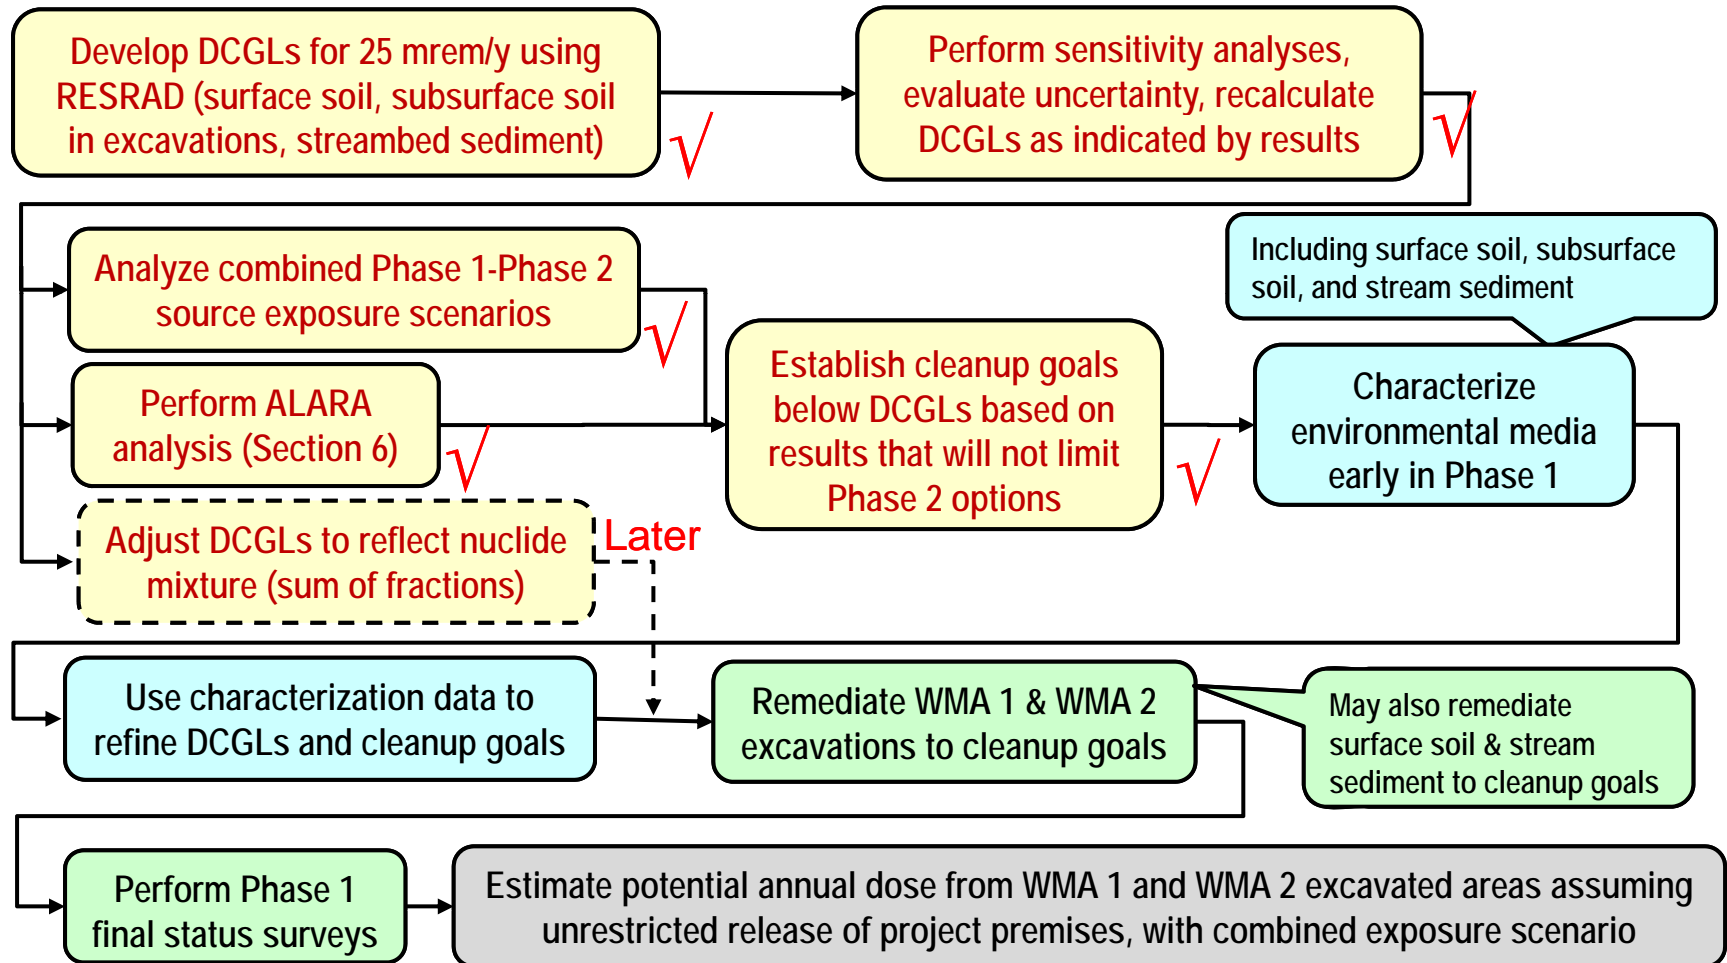 Develop DCGLs for 25 mrem/y using
RESRAD (surface soil, subsurface soil
in excavations, streambed sediment)
√
Perform sensitivity analyses,
evaluate uncertainty, recalculate
DCGLs as indicated by results
√
Analyze combined Phase 1-Phase 2
source exposure scenarios
√
Perform ALARA
analysis (Section 6)
√
Adjust DCGLs to reflect nuclide
mixture (sum of fractions)
Later
Establish cleanup goals
below DCGLs based on
results that will not limit
Phase 2 options
√
Including surface soil, subsurface
soil, and stream sediment
Characterize
environmental media
early in Phase 1
Use characterization data to
refine DCGLs and cleanup goals
Remediate WMA 1 & WMA 2
excavations to cleanup goals
May also remediate
surface soil & stream
sediment to cleanup goals
Perform Phase 1
final status surveys
Estimate potential annual dose from WMA 1 and WMA 2 excavated areas assuming
unrestricted release of project premises, with combined exposure scenario